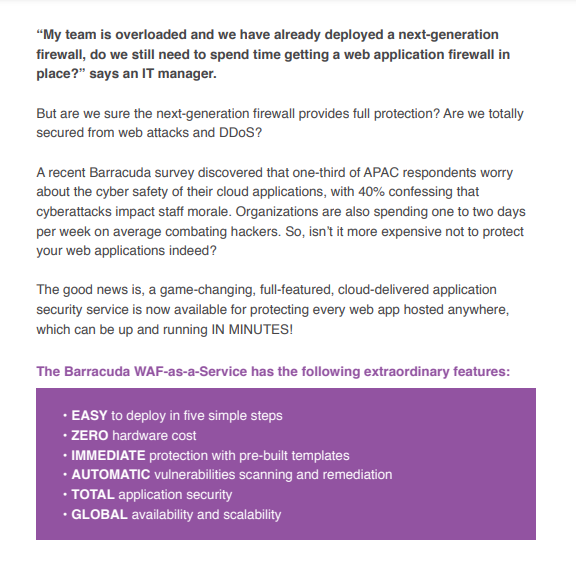 “My team is overloaded and we have already deployed a next-generation
firewall, do we still need to spend time getting a web application firewall in
place?” says an IT manager.
But are we sure the next-generation firewall provides full protection? Are we totally
secured from web attacks and DDoS?
A recent Barracuda survey discovered that one-third of APAC respondents worry
about the cyber safety of their cloud applications, with 40% confessing that
cyberattacks impact staff morale. Organizations are also spending one to two days
per week on average combating hackers. So, isn’t it more expensive not to protect
your web applications indeed?
The good news is, a game-changing, full-featured, cloud-delivered application
security service is now available for protecting every web app hosted anywhere,
which can be up and running IN MINUTES!
The Barracuda WAF-as-a-Service has the following extraordinary features:
• EASY to deploy in five simple steps
• ZERO hardware cost
• IMMEDIATE protection with pre-built templates
• AUTOMATIC vulnerabilities scanning and remediation
• TOTAL application security
• GLOBAL availability and scalability